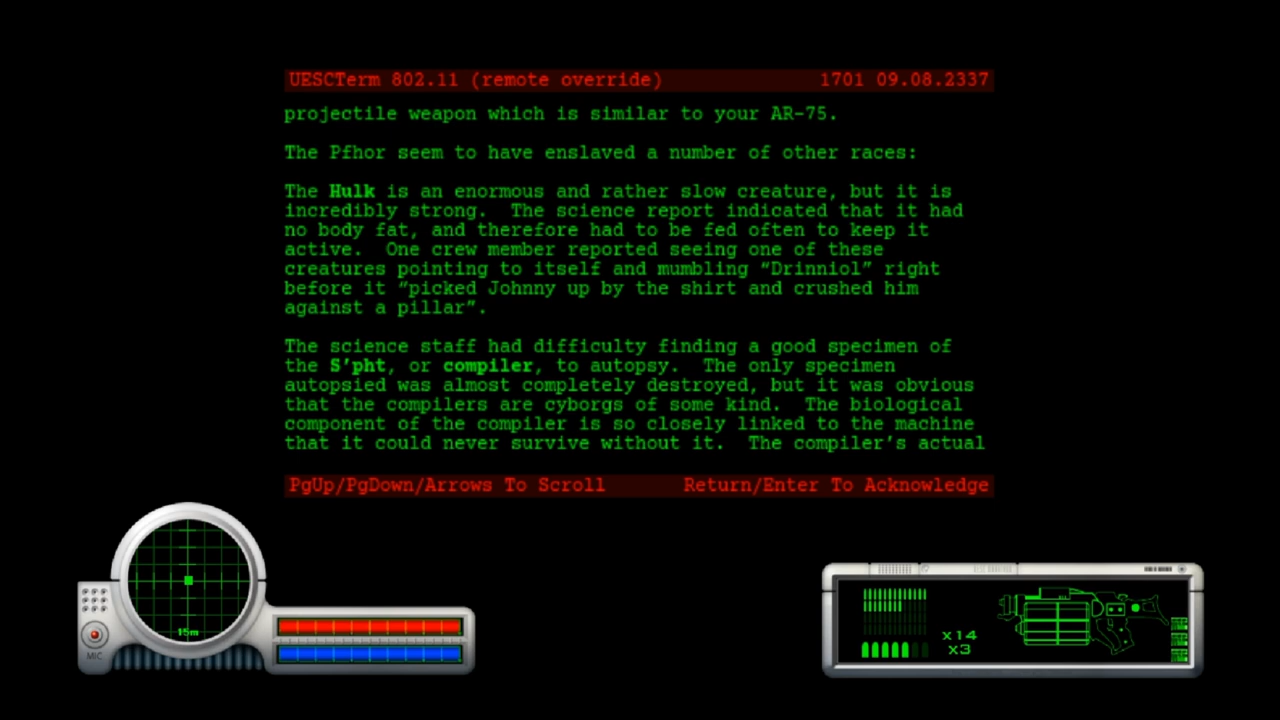 UESCTerm 802.11 (remote override) 1701 09.08.2337
projectile weapon which is similar to your AR-75.
The Pfhor seem to have enslaved a number of other races:
The Hulk is an enormous and rather slow creature, but it is
incredibly strong.  The science report indicated that it had
no body fat, and therefore had to be fed often to keep it
active.  One crew member reported seeing one of these
creatures pointing to itself and mumbling “Drinniol” right
before it “picked Johnny up by the shirt and crushed him
against a pillar”.
The science staff had difficulty finding a good specimen of
the S’pht, or compiler, to autopsy.  The only specimen
autopsied was almost completely destroyed, but it was obvious
that the compilers are cyborgs of some kind.  The biological
component of the compiler is so closely linked to the machine
that it could never survive without it.  The compiler’s actual
PgUp/PgDown/Arrows To Scroll Return/Enter To Acknowledge
15m
MIC
x14
x3